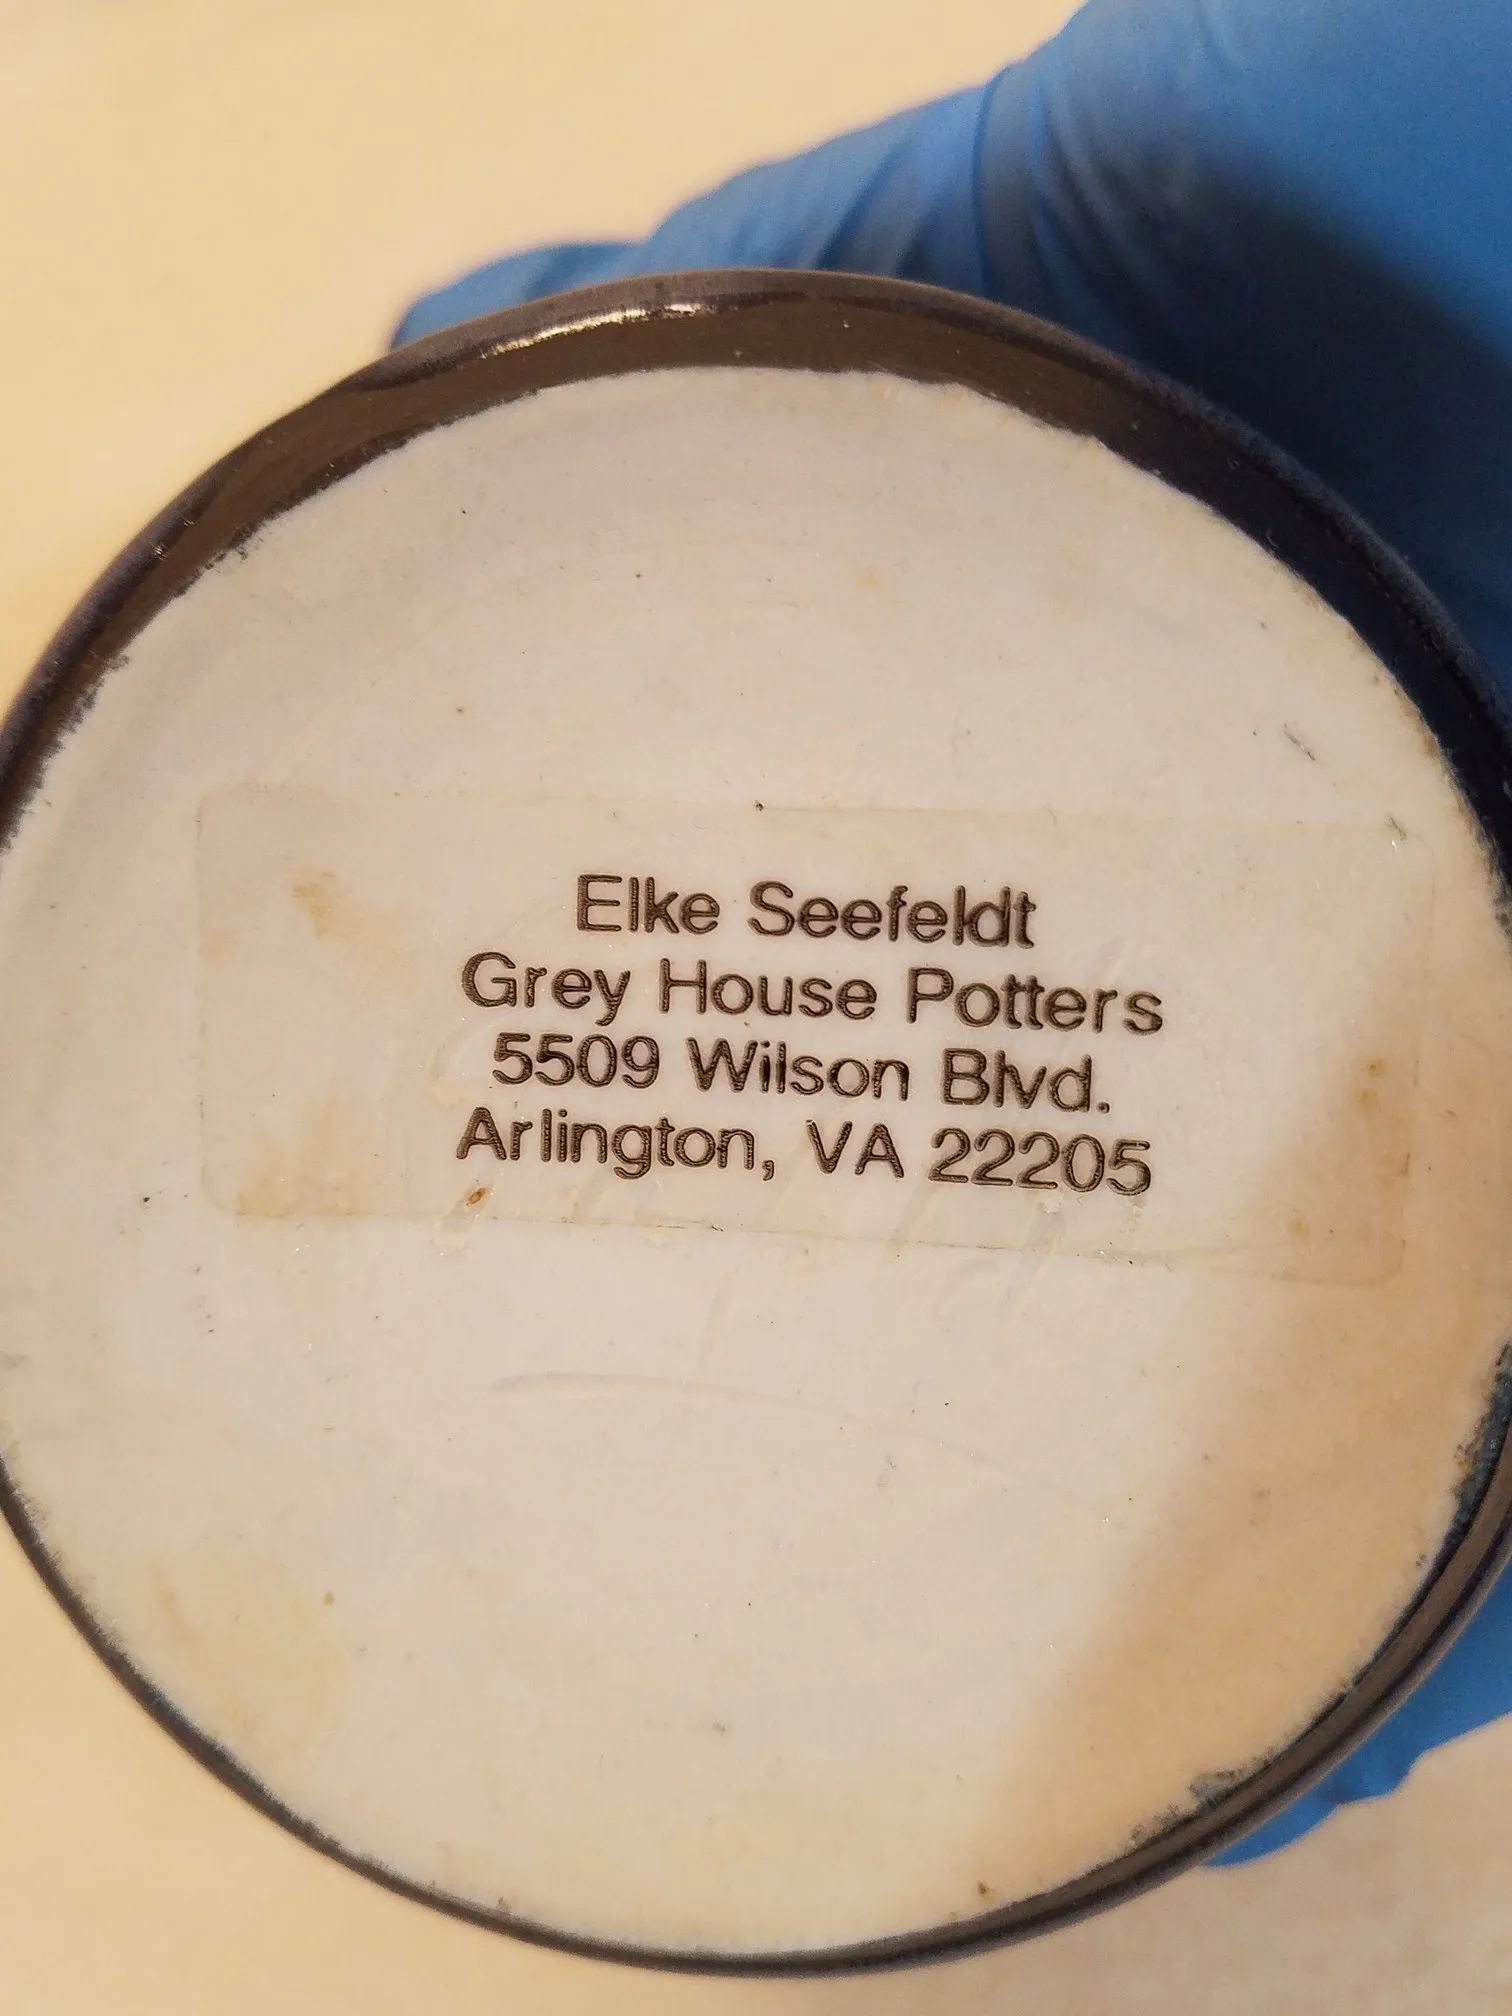 Elke Seefeldt
Grey House Potters
5509 Wilson Blvd.
Arlington, VA 22205